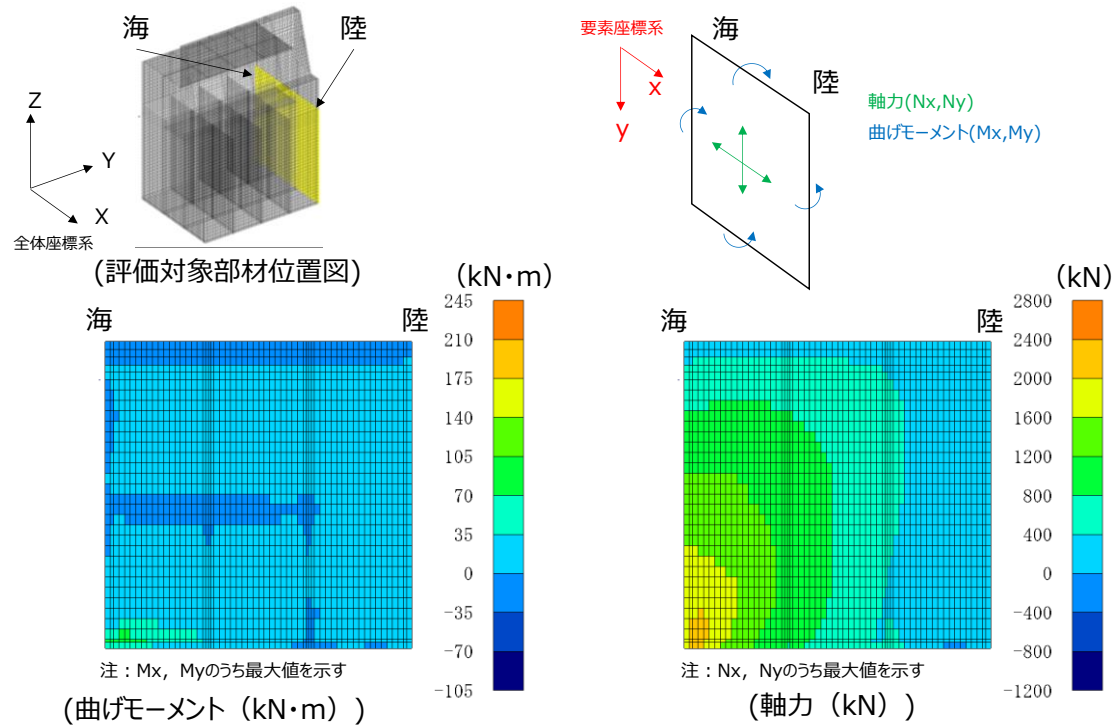 海
陸
Z
Y
X
全体座標系
(評価対象部材位置図)
要素座標系
x
y
海
陸
軸力(Nx,Ny)
曲げモーメント(Mx,My)
(kN・m)
海
陸
245
210
175
140
105
70
35
0
-35
-70
-105
注：Mx，Myのうち最大値を示す
(曲げモーメント（kN・m）)
(kN)
海
陸
2800
2400
2000
1600
1200
800
400
0
-400
-800
-1200
注：Nx，Nyのうち最大値を示す
(軸力（kN）)